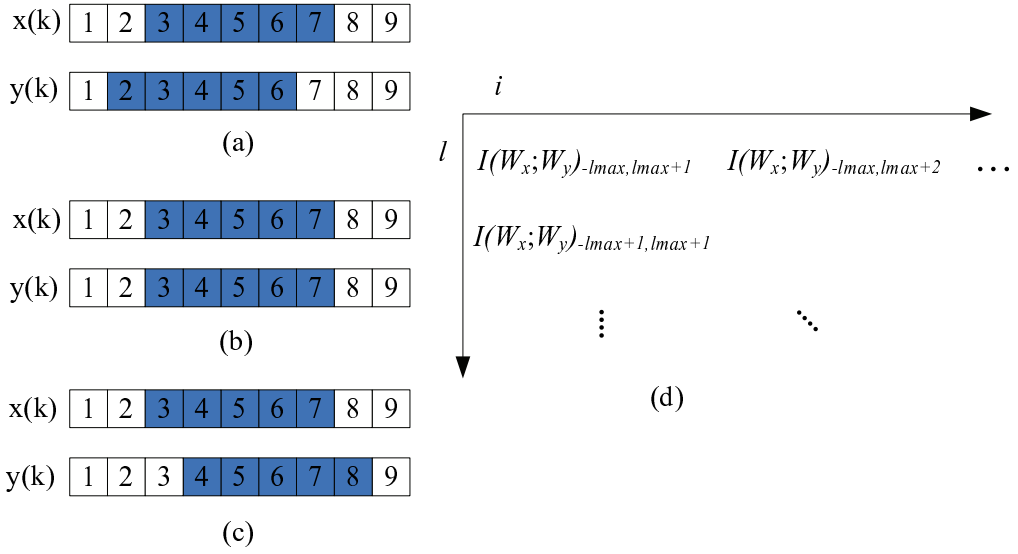 x(k) 1 2 3 4 5 6 7 8 9
y(k) 1 2 3 4 5 6 7 8 9
(a)
x(k) 1 2 3 4 5 6 7 8 9
y(k) 1 2 3 4 5 6 7 8 9
(b)
x(k) 1 2 3 4 5 6 7 8 9
y(k) 1 2 3 4 5 6 7 8 9
(c)
i
l
I(Wx;Wy)-lmax,lmax+1 I(Wx;Wy)-lmax,lmax+2 ...
I(Wx;Wy)-lmax+1,lmax+1
(d)